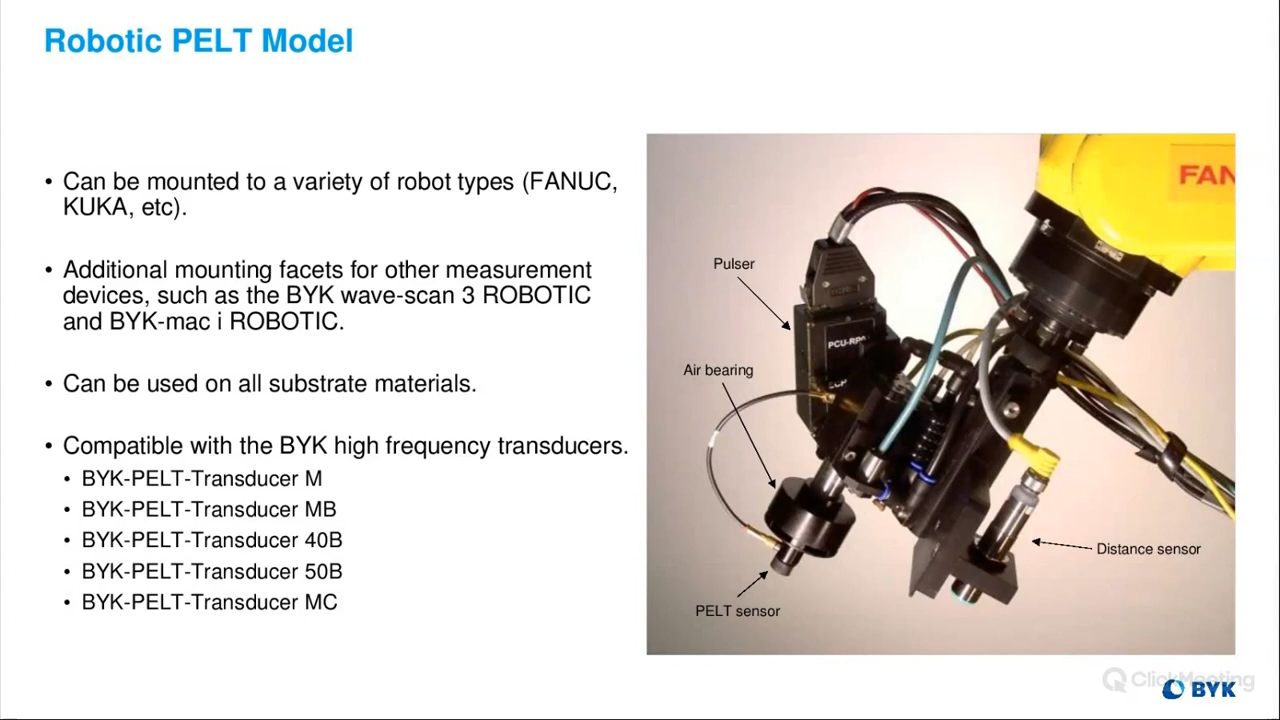 Robotic PELT Model
• Can be mounted to a variety of robot types (FANUC,
KUKA, etc).
• Additional mounting facets for other measurement
devices, such as the BYK wave-scan 3 ROBOTIC
and BYK-mac i ROBOTIC.
• Can be used on all substrate materials.
• Compatible with the BYK high frequency transducers.
• BYK-PELT-Transducer M
• BYK-PELT-Transducer MB
• BYK-PELT-Transducer 40B
• BYK-PELT-Transducer 50B
• BYK-PELT-Transducer MC
FAN
Pulser
PCU-RP
Air bearing
Distance sensor
PELT sensor
ClickMeeting
BYK